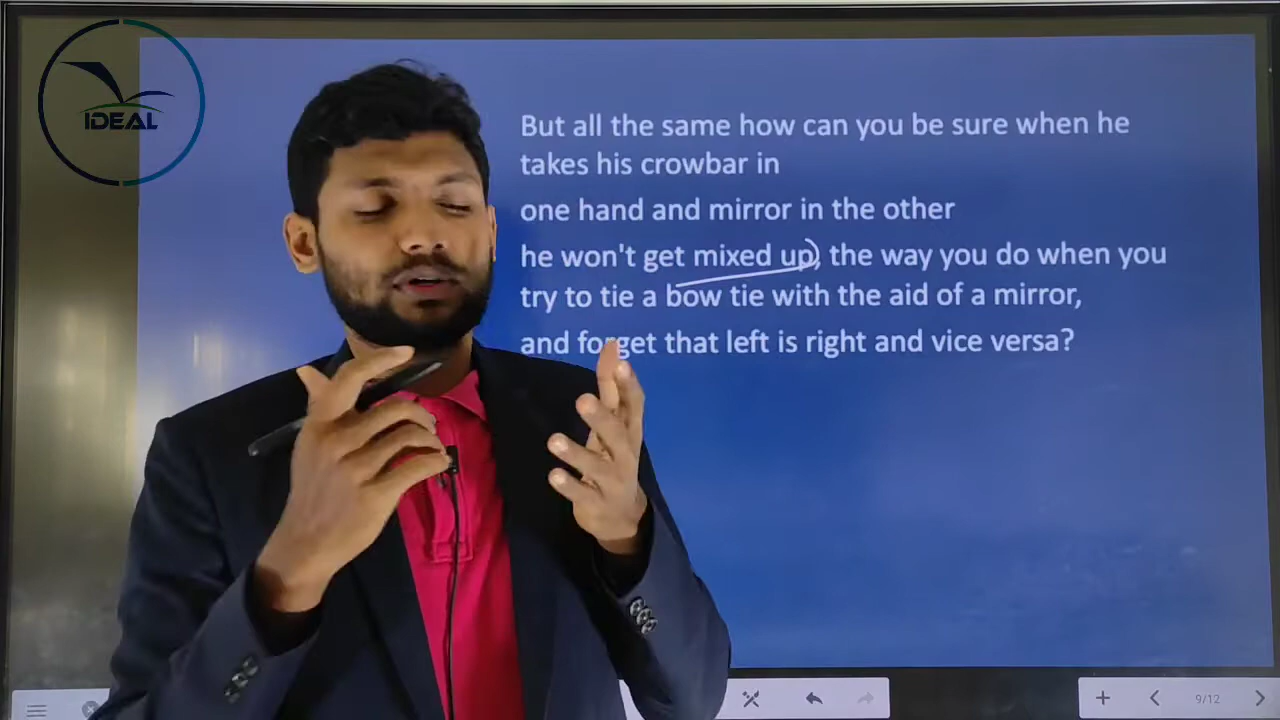 IDEAL
But all the same how can you be sure when he
takes his crowbar in
one hand and mirror in the other
he won't get mixed up, the way you do when you
try to tie a bow tie with the aid of a mirror,
and forget that left is right and vice versa?
9/12